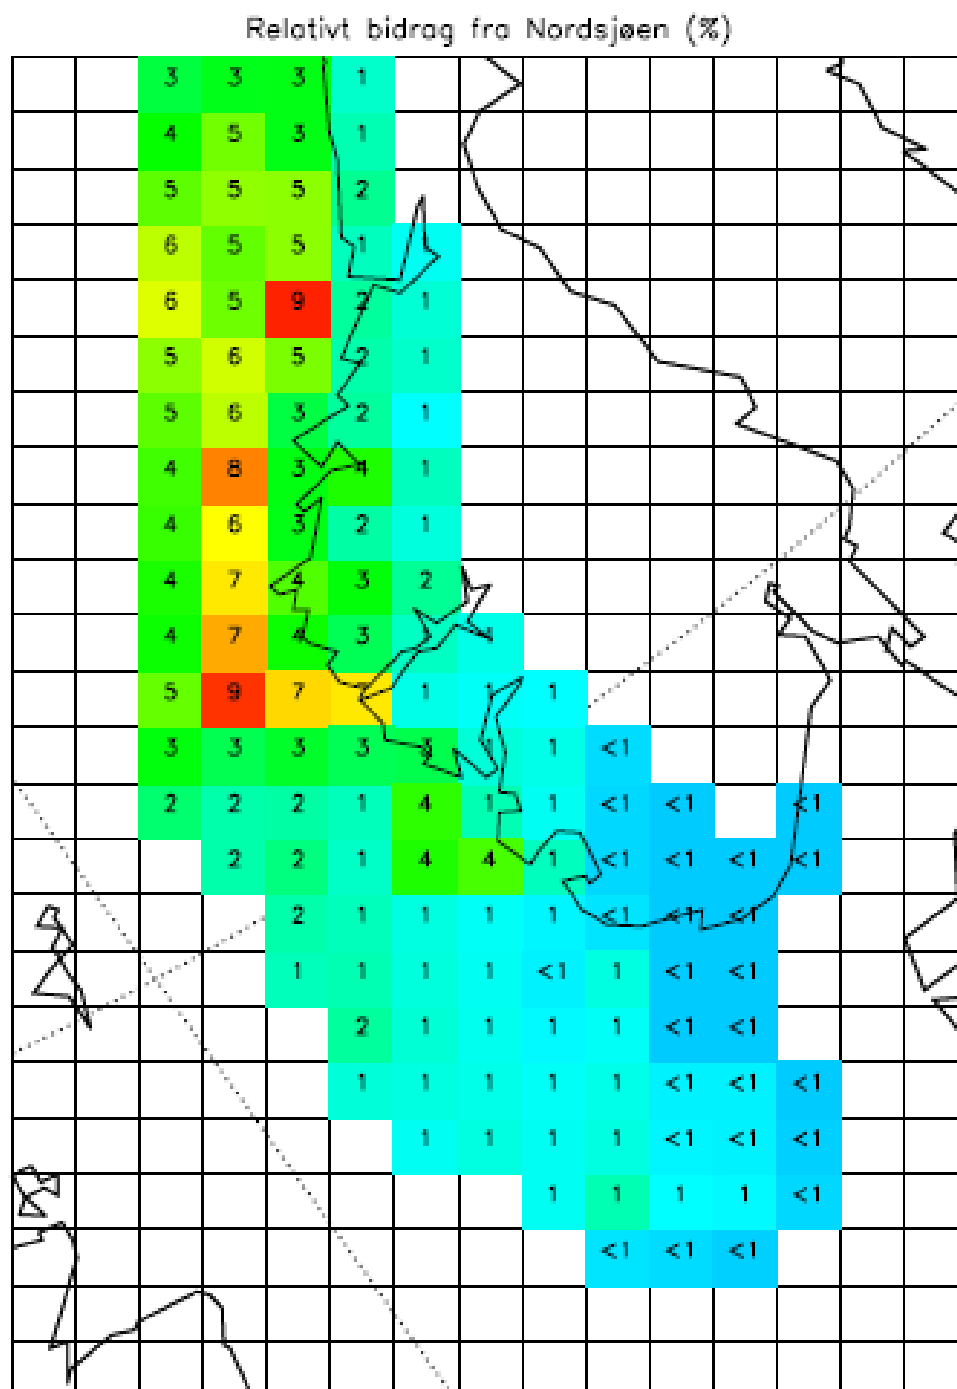 Relativt bidrag fra Nordsjøen (%)
3 3 3 1
4 5 3 1
5 5 5 2
6 5 5 1
6 5 9 2 1
5 6 5 2 1
5 6 3 2 1
4 8 3 4 1
4 6 3 2 1
4 7 4 3 2
4 7 4 3 1
5 9 7 1 1 1
3 3 3 3 3 1 1 <1
2 2 2 1 4 1 1 <1 <1 <1
2 2 1 4 4 1 <1 <1 <1 <1
2 1 1 1 1 <1 <1 <1
1 1 1 1 <1 1 <1 <1
2 1 1 1 1 <1 <1
1 1 1 1 1 <1 <1 <1
1 1 1 1 <1 <1 <1
1 1 1 1 <1
<1 <1 <1